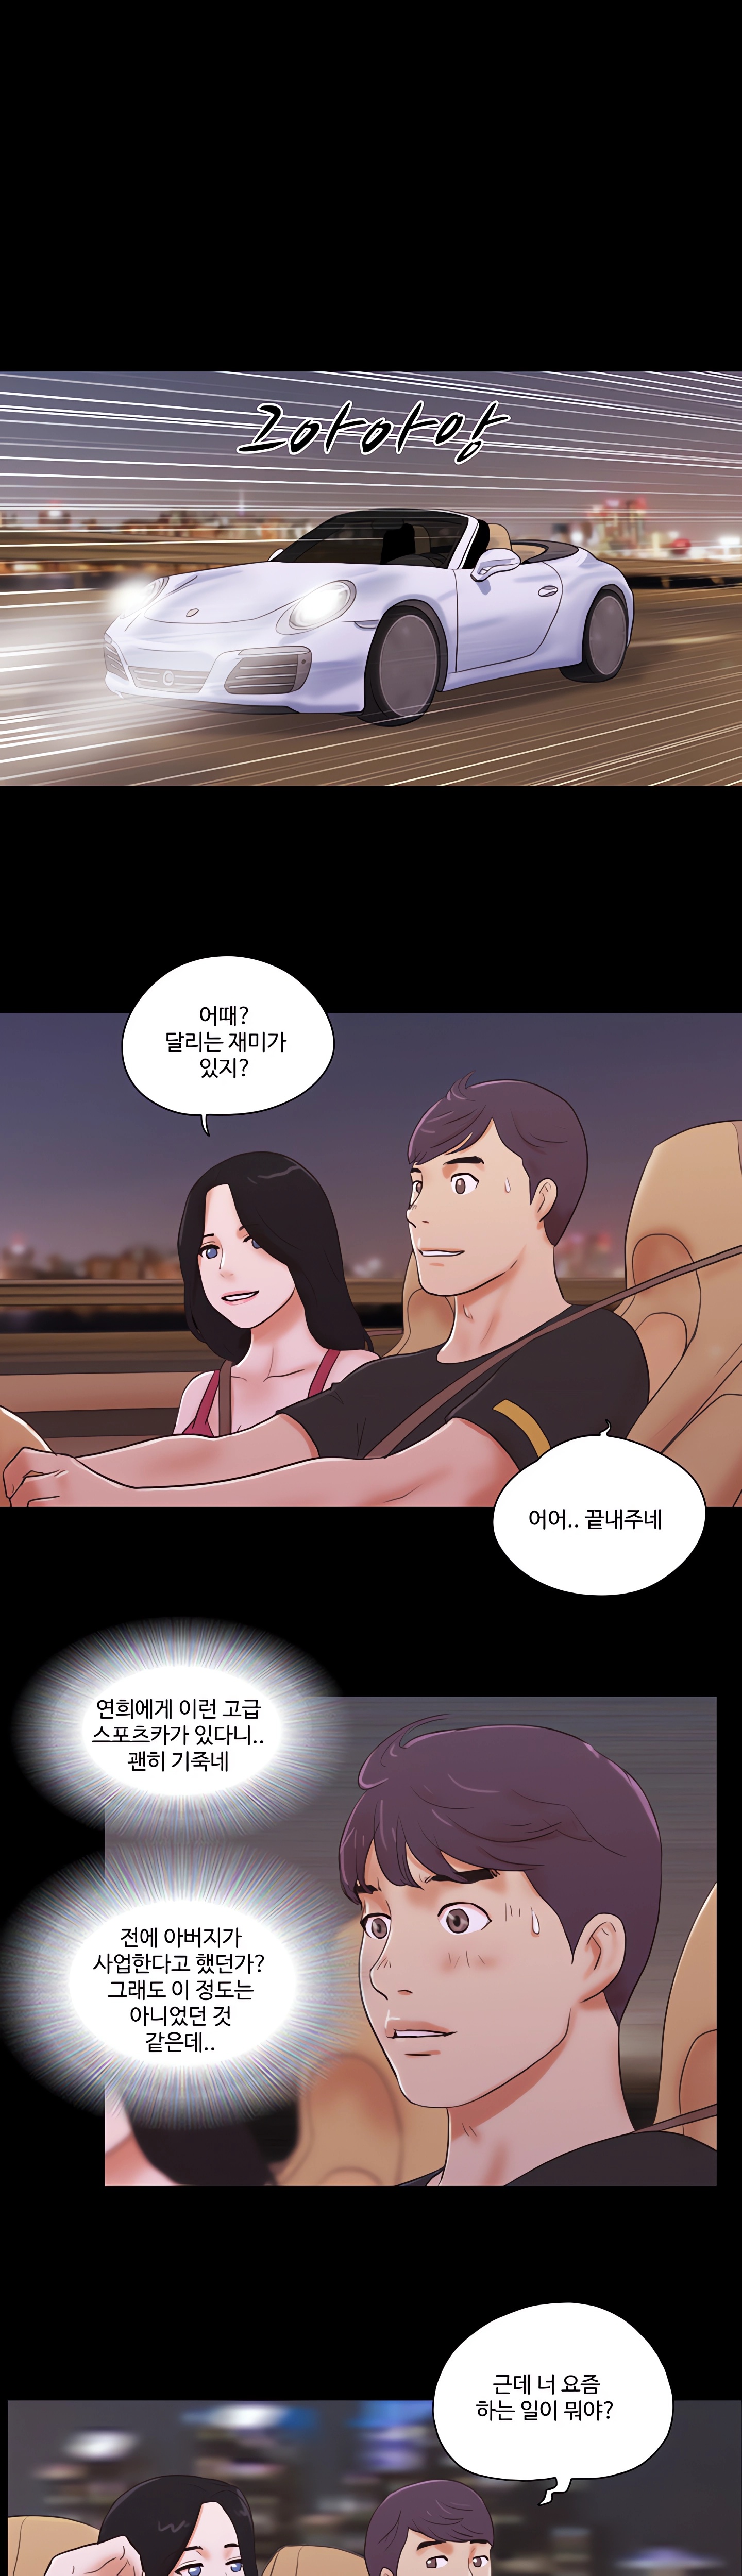 그아아앙
어때?
달리는 재미가
있지?
어어.. 끝내주네
연희에게 이런 고급
스포츠카가 있다니..
괜히 기죽네
전에 아버지가
사업한다고 했던가?
그래도 이 정도는
아니었던 것
같은데..
근데 너 요즘
하는 일이 뭐야?